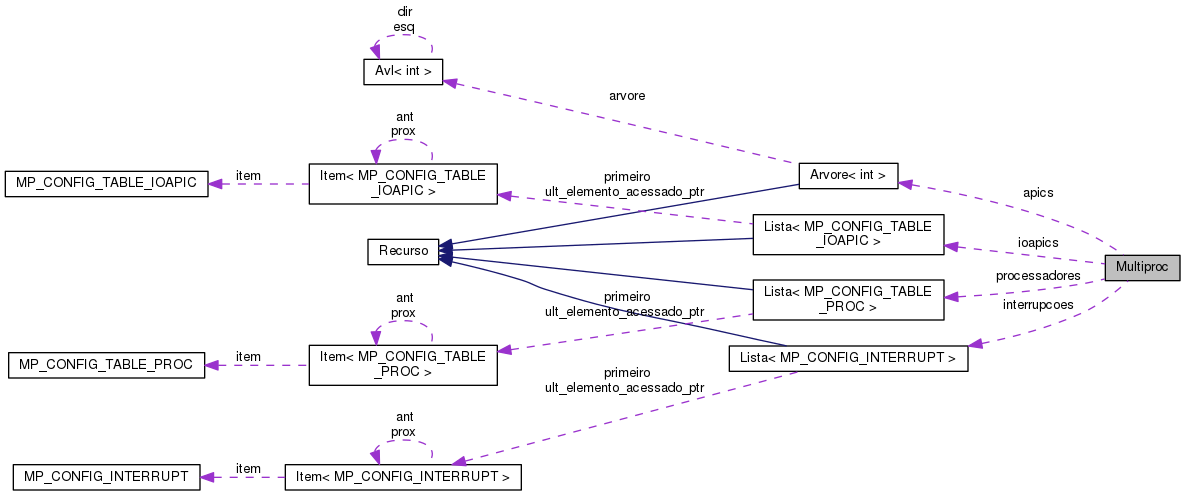 dir
esq
Avl< int >
arvore
ant
prox
MP_CONFIG_TABLE_IOAPIC
item
Item< MP_CONFIG_TABLE
_IOAPIC >
primeiro
ult_elemento_acessado_ptr
Arvore< int >
apics
Lista< MP_CONFIG_TABLE
_IOAPIC >
ioapics
Recurso
Multiproc
processadores
Lista< MP_CONFIG_TABLE
_PROC >
interrupcoes
ant
prox
primeiro
ult_elemento_acessado_ptr
Lista< MP_CONFIG_INTERRUPT >
MP_CONFIG_TABLE_PROC
item
Item< MP_CONFIG_TABLE
_PROC >
primeiro
ult_elemento_acessado_ptr
ant
prox
MP_CONFIG_INTERRUPT
item
Item< MP_CONFIG_INTERRUPT >